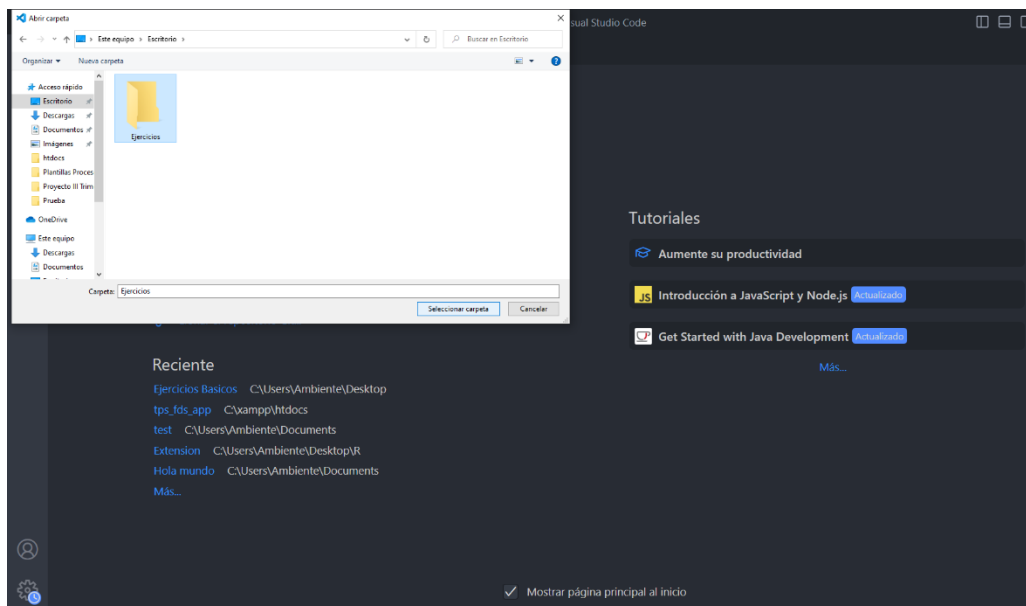 Abrir carpeta
sual Studio Code
Este equipo > Escritorio >
Buscar en Escritorio
Organizar
Nueva carpeta
Acceso rápido
Escritorio
Descargas
Documentos
Imágenes
htdocs
Plantillas Proces
Proyecto III Trim
Prueba
OneDrive
Este equipo
Descargas
Documentos
Ejercicios
Carpeta: Ejercicios
Seleccionar carpeta
Cancelar
Reciente
Ejercicios Basicos C:\Users\Ambiente\Desktop
tps_fds_app C:\xampp\htdocs
test C:\Users\Ambiente\Documents
Extension C:\Users\Ambiente\Desktop\R
Hola mundo C:\Users\Ambiente\Documents
Más...
Tutoriales
Aumente su productividad
JS Introducción a JavaScript y Node.js Actualizado
Get Started with Java Development Actualizado
Más...
Mostrar página principal al inicio